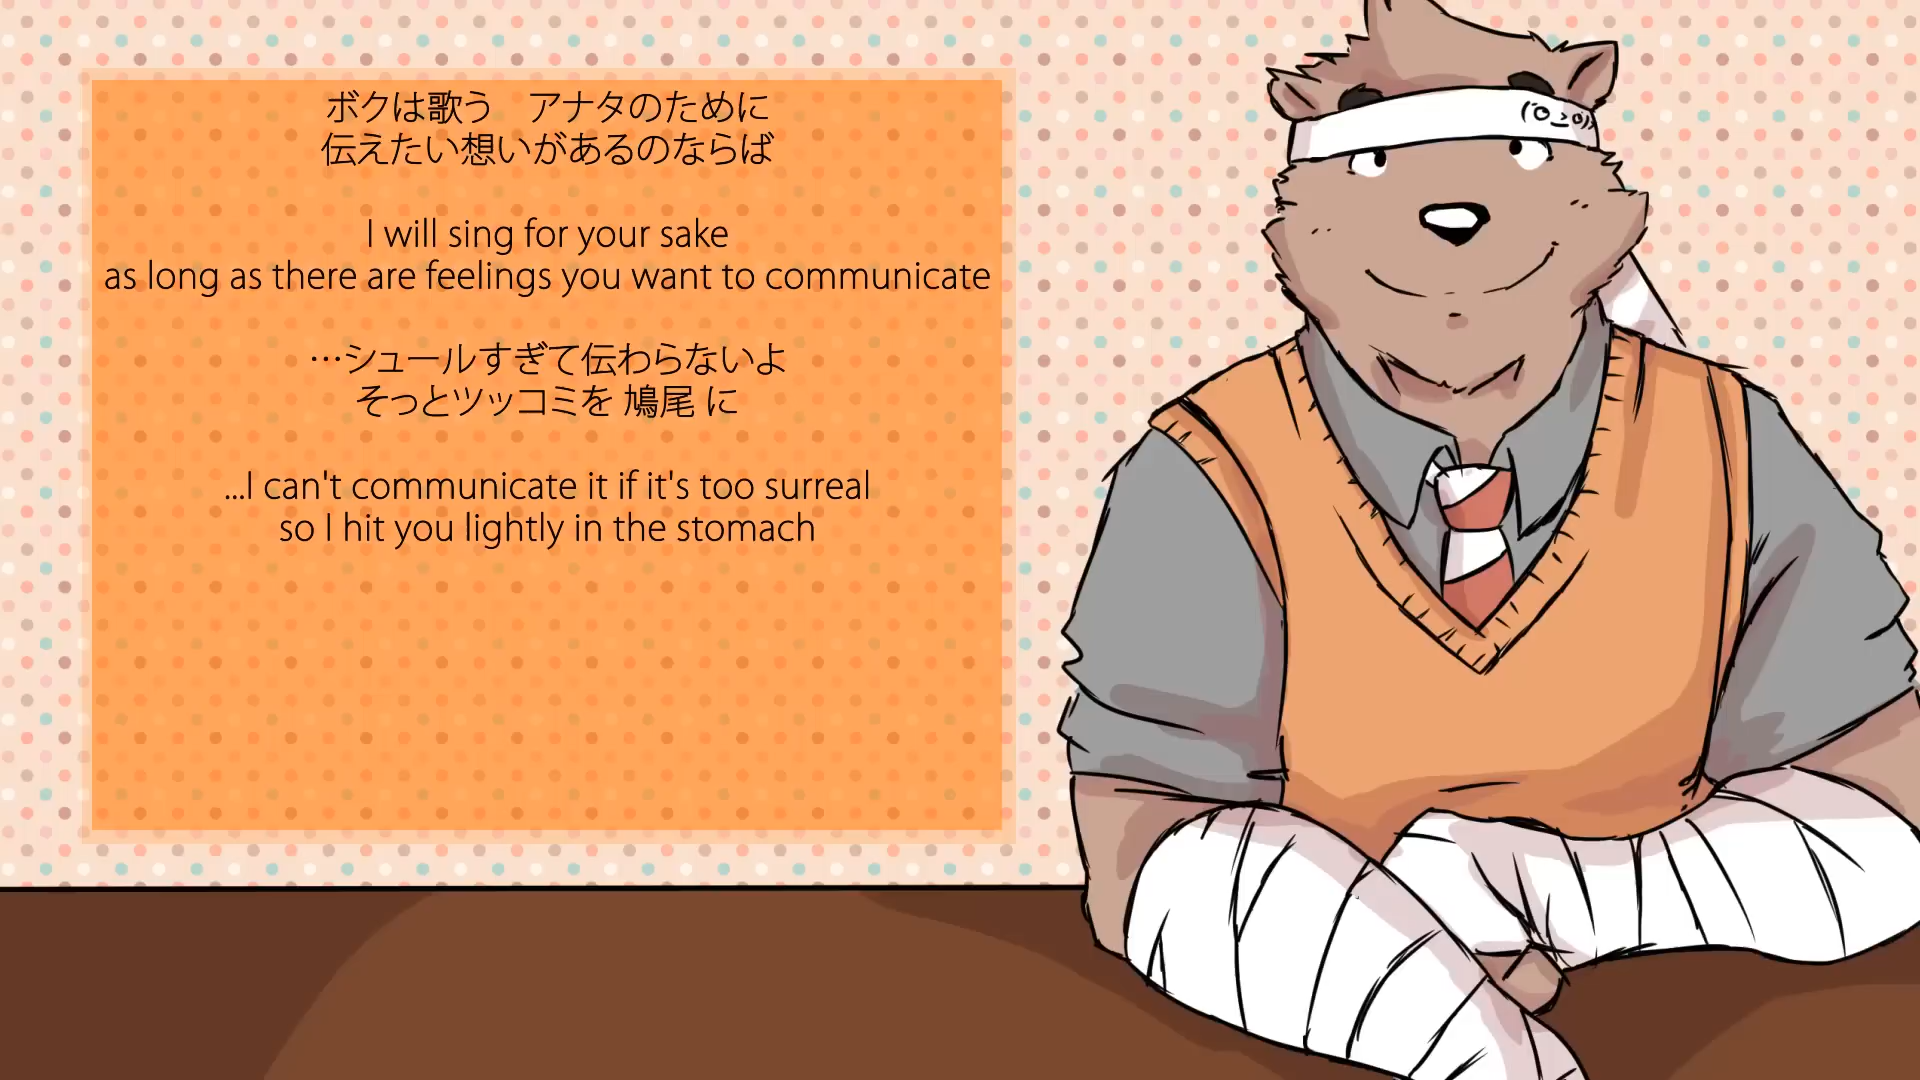 ボクは歌う　アナタのために
伝えたい想いがあるのならば
I will sing for your sake
as long as there are feelings you want to communicate
…シュールすぎて伝わらないよ
そっとツッコミを 鳩尾 に
...I can't communicate it if it's too surreal
so I hit you lightly in the stomach